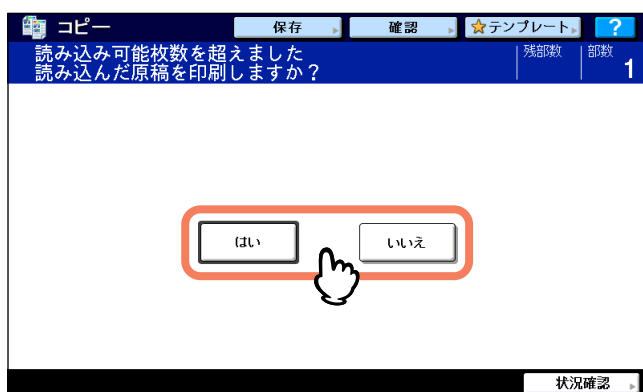 コピー 保存 確認 テンプレート ?
読み込み可能枚数を超えました 残部数 部数
読み込んだ原稿を印刷しますか？ 1
はい いいえ
状況確認